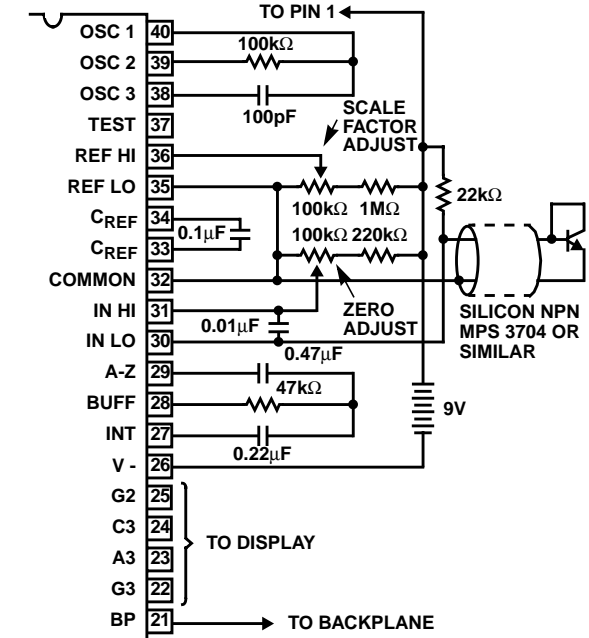 TO PIN 1
OSC 1 40
OSC 2 39
OSC 3 38
TEST 37
REF HI 36
REF LO 35
CREF 34
CREF 33
COMMON 32
IN HI 31
IN LO 30
A-Z 29
BUFF 28
INT 27
V - 26
G2 25
C3 24
A3 23
G3 22
BP 21
100kΩ
100pF
SCALE
FACTOR
ADJUST
22kΩ
100kΩ 1MΩ
0.1μF
100kΩ 220kΩ
ZERO
ADJUST
0.01μF
0.47μF
47kΩ
0.22μF
9V
SILICON NPN
MPS 3704 OR
SIMILAR
TO DISPLAY
TO BACKPLANE